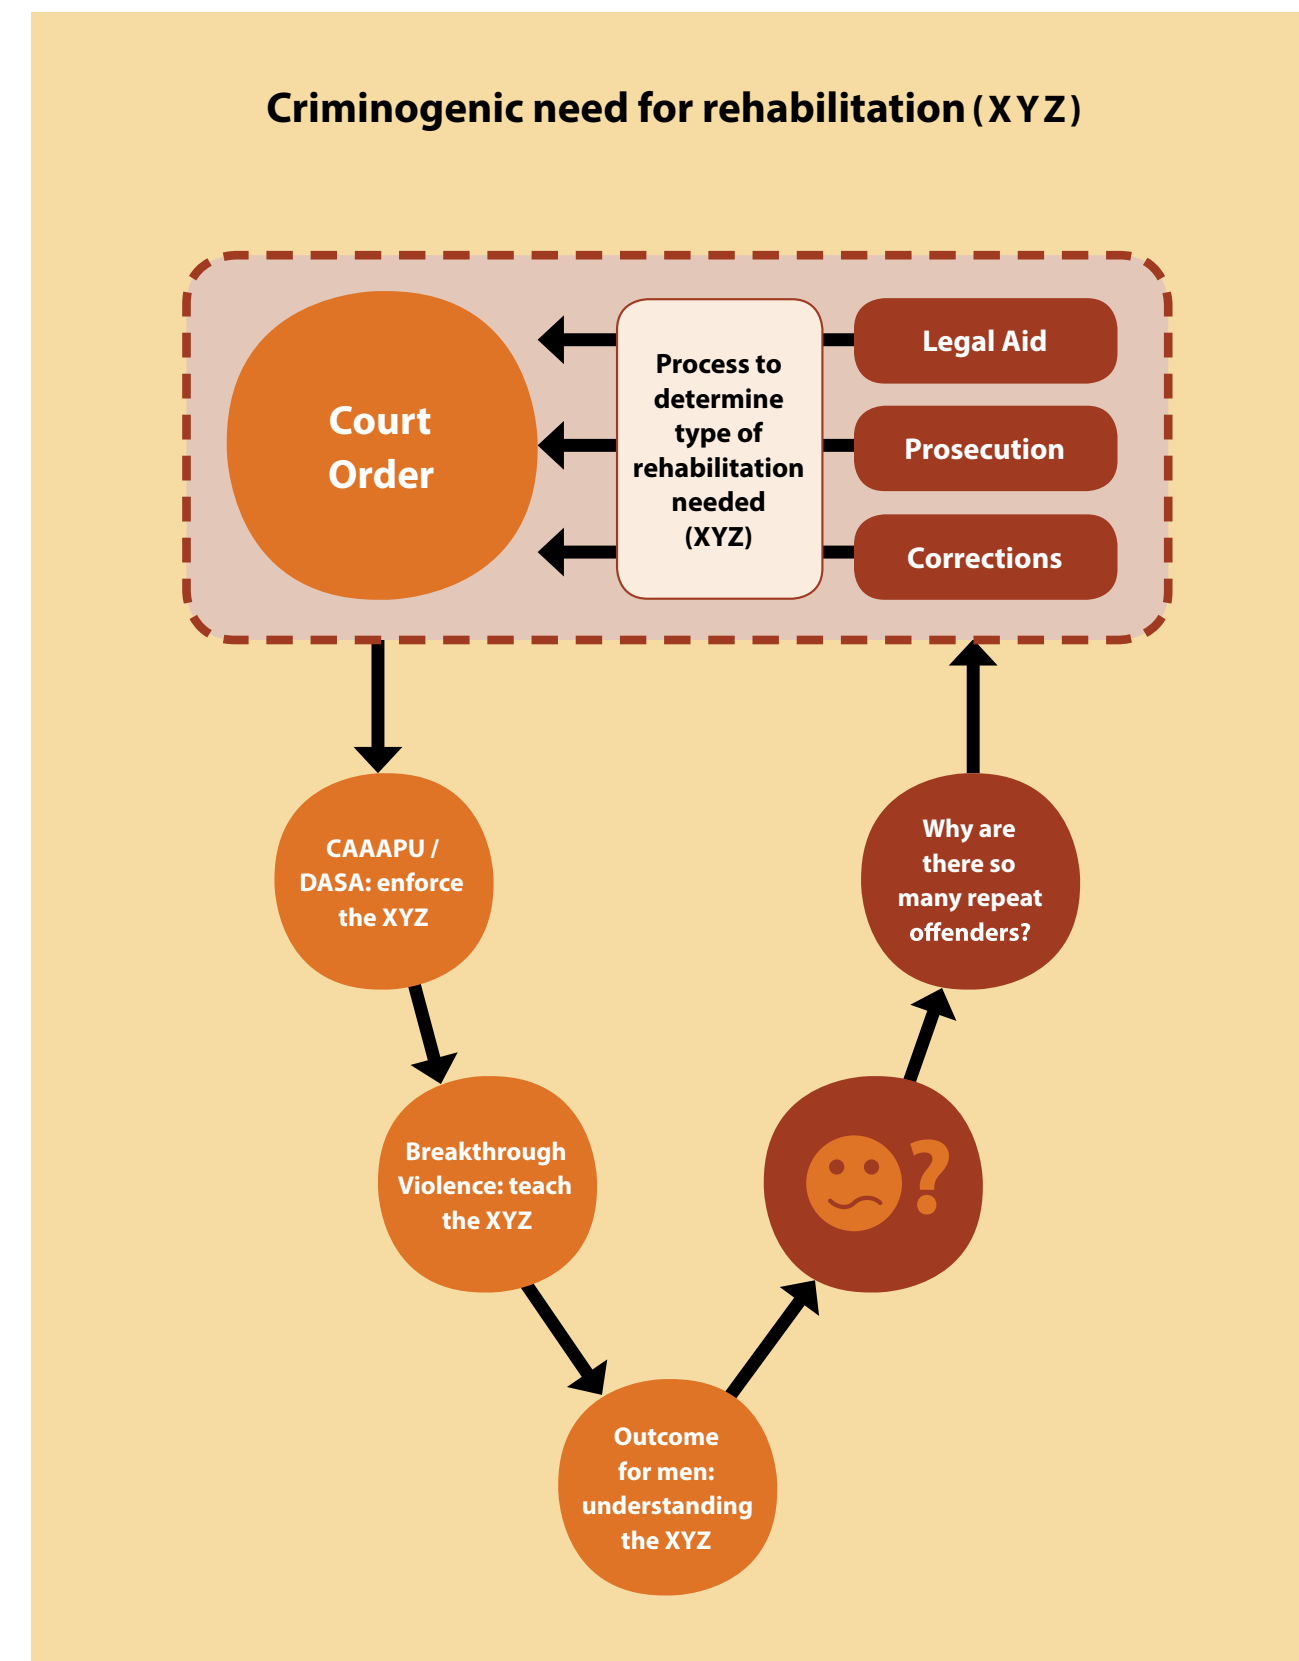 Criminogenic need for rehabilitation (XYZ)
Court
Order
Process to
determine
type of
rehabilitation
needed
(XYZ)
Legal Aid
Prosecution
Corrections
CAAAPU /
DASA: enforce
the XYZ
Breakthrough
Violence: teach
the XYZ
Outcome
for men:
understanding
the XYZ
?
Why are
there so
many repeat
offenders?